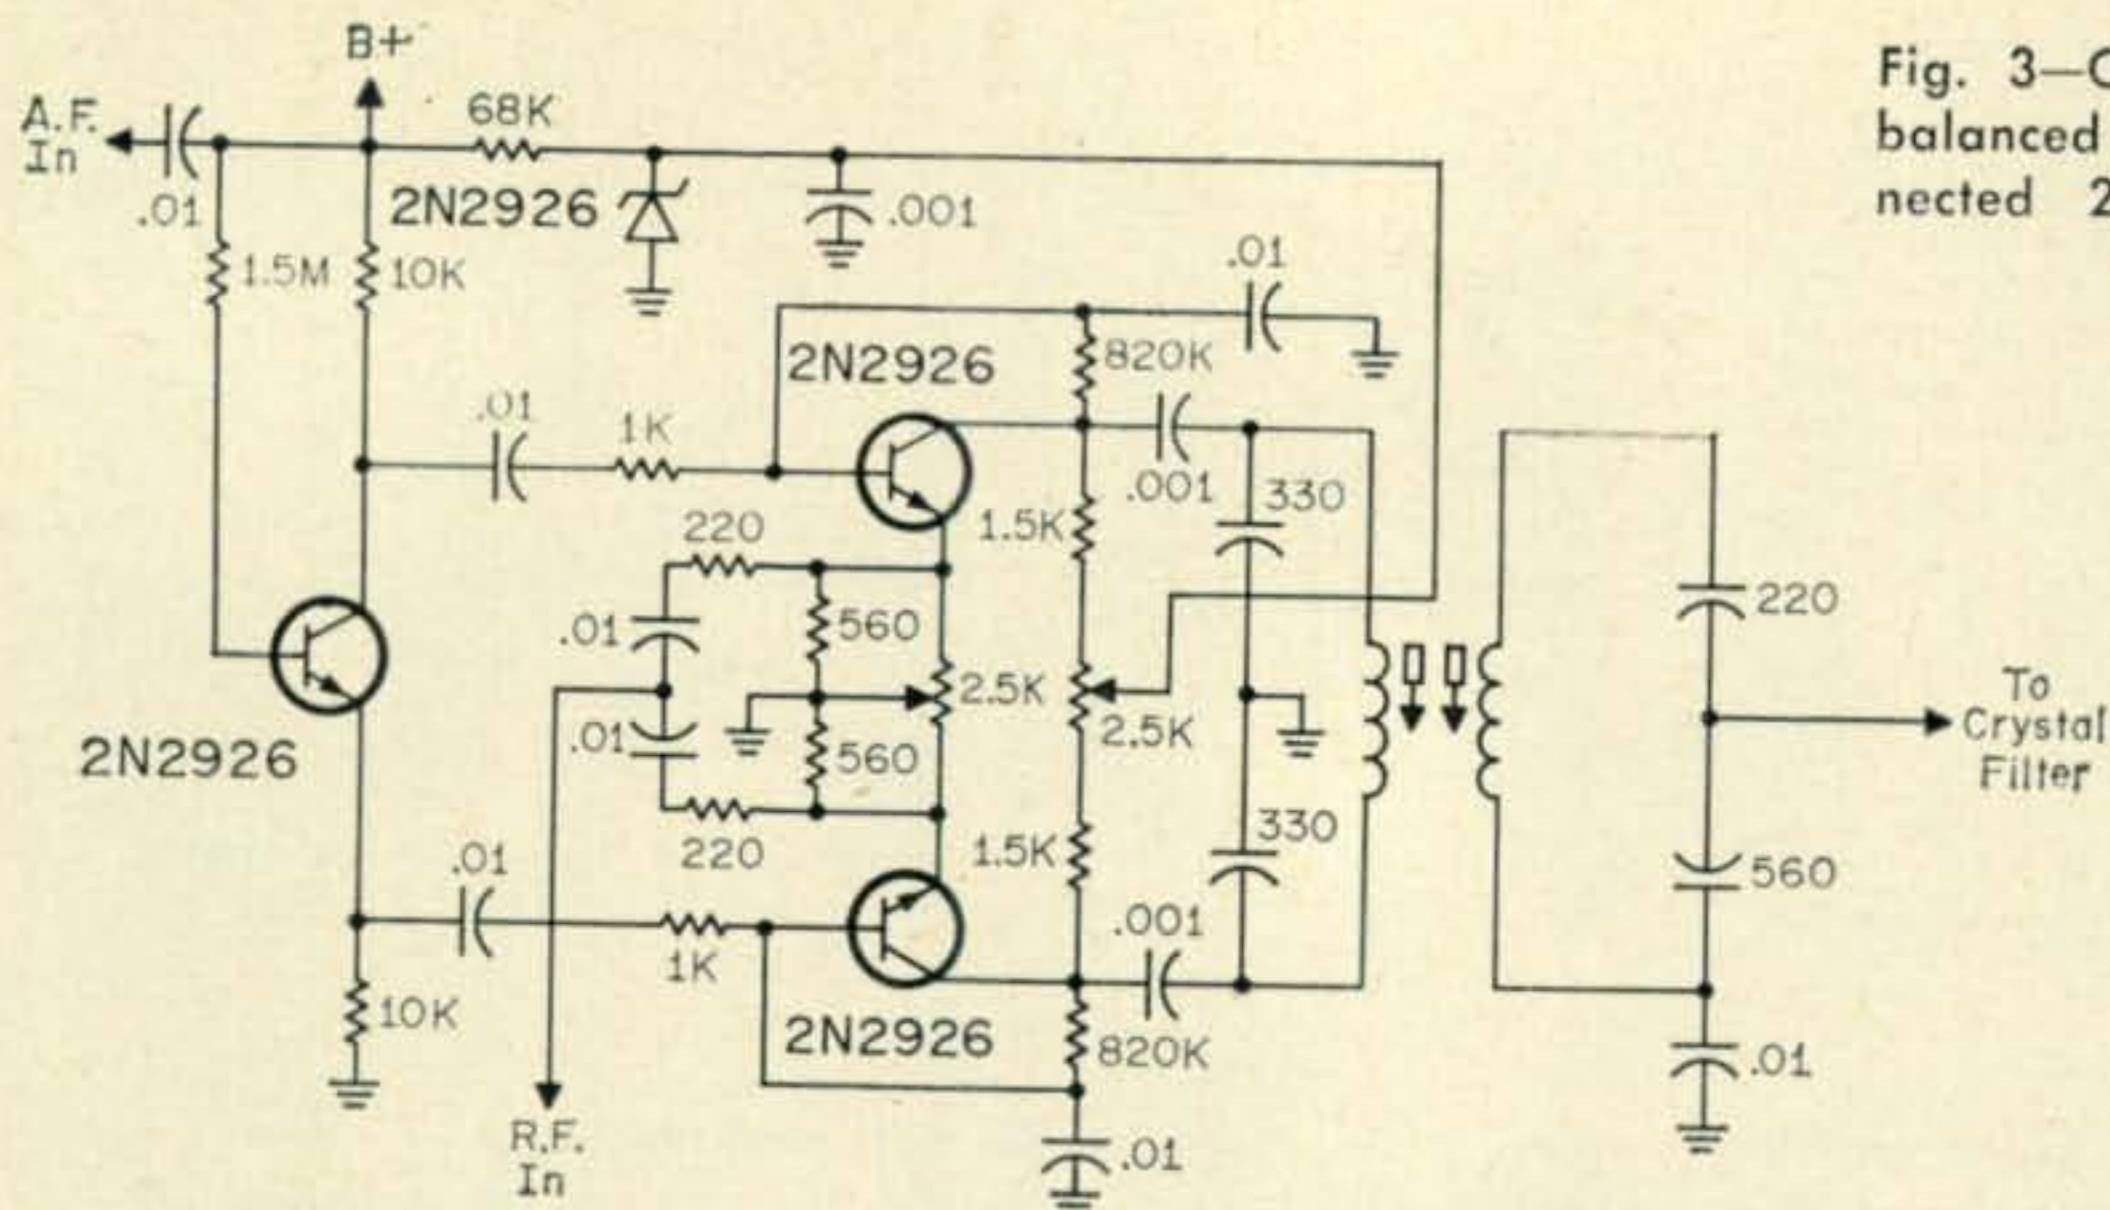 B+
Fig. 3—
balanced
nected 2
A.F.
In
68K
.01
2N2926
.001
1.5M
10K
.01
2N2926
820K
.01
1K
.001
330
220
1.5K
.01
560
220
2.5K
2.5K
To
Crystal
Filter
.01
560
2N2926
220
1.5K
330
560
.01
1K
.001
10K
2N2926
820K
.01
R.F.
In
.01